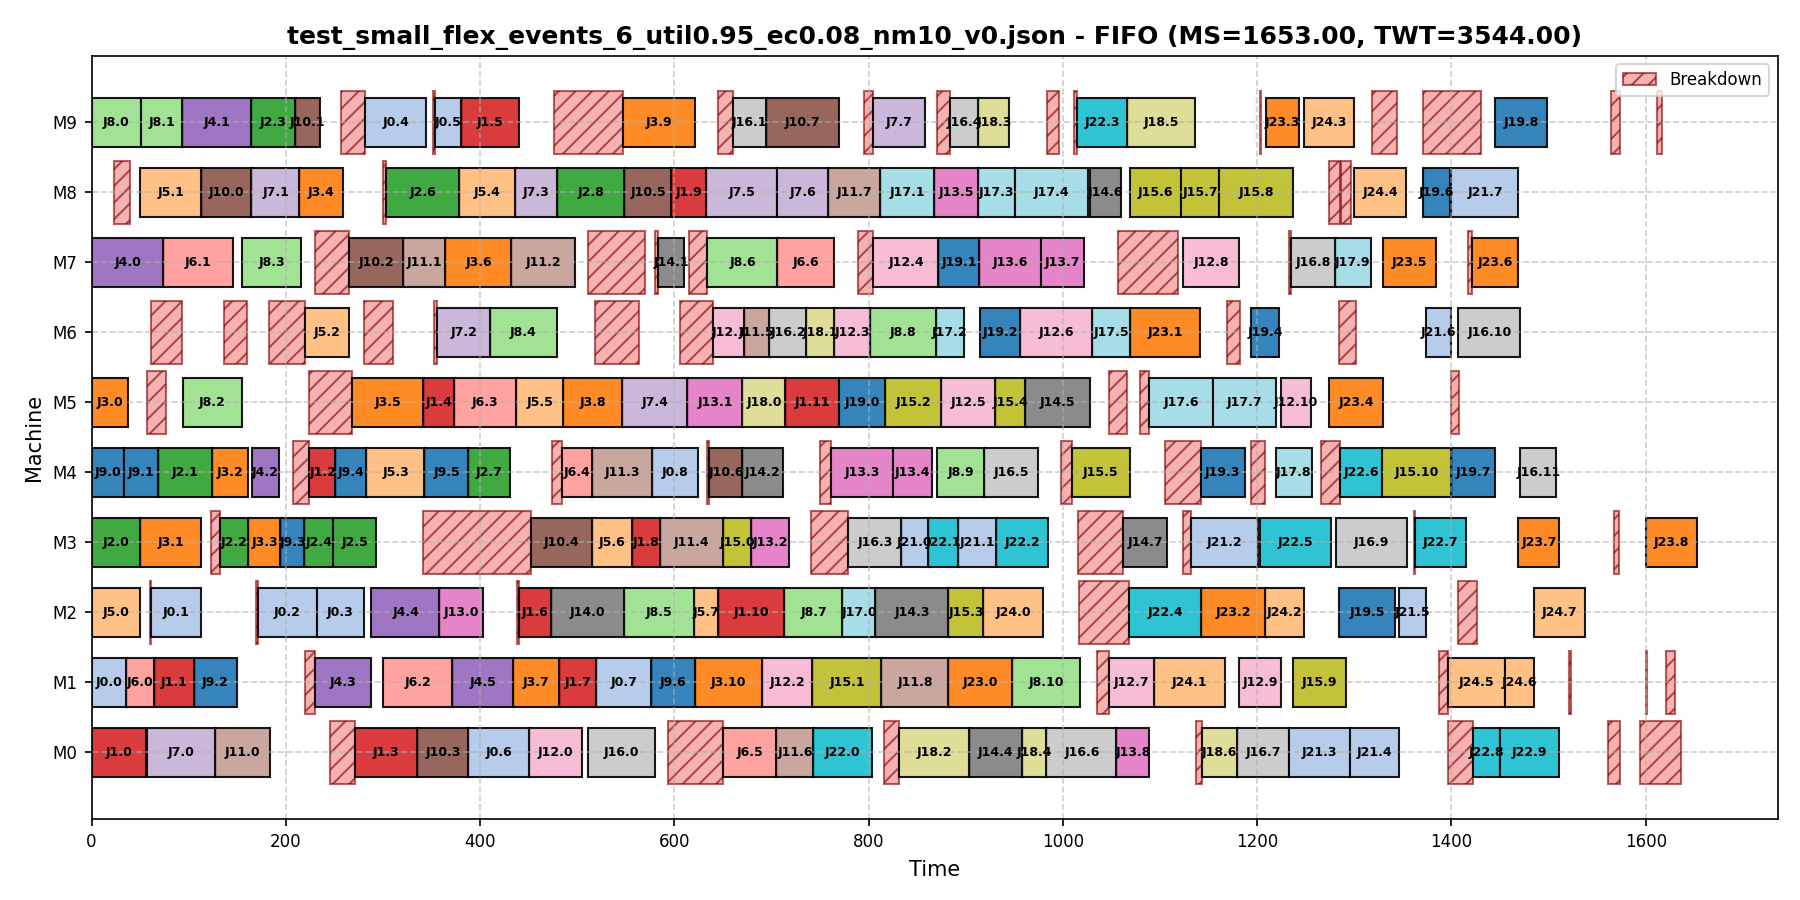 test_small_flex_events_6_util0.95_ec0.08_nm10_v0.json - FIFO (MS=1653.00, TWT=3544.00)
Breakdown
M9 J8.0 J8.1 J4.1 J2.3 J10.1 J0.4 J0.5 J1.5 J3.9 J16.1 J10.7 J7.7 J16.4 J18.3 J22.3 J18.5 J23.3 J24.3 J19.8
M8 J5.1 J10.0 J7.1 J3.4 J2.6 J5.4 J7.3 J2.8 J10.5 J1.9 J7.5 J7.6 J11.7 J17.1 J13.5 J17.3 J17.4 J14.6 J15.6 J15.7 J15.8 J24.4 J19.6 J21.7
M7 J4.0 J6.1 J8.3 J10.2 J11.1 J3.6 J11.2 J14.1 J8.6 J6.6 J12.4 J19.1 J13.6 J13.7 J12.8 J16.8 J17.9 J23.5 J23.6
M6 J5.2 J7.2 J8.4 J12.1 J11.5 J16.2 J18.1 J12.3 J8.8 J17.2 J19.2 J12.6 J17.5 J23.1 J19.4 J21.6 J16.10
M5 J3.0 J8.2 J3.5 J1.4 J6.3 J5.5 J3.8 J7.4 J13.1 J18.0 J1.11 J19.0 J15.2 J12.5 J15.4 J14.5 J17.6 J17.7 J12.10 J23.4
M4 J9.0 J9.1 J2.1 J3.2 J4.2 J1.2 J9.4 J5.3 J9.5 J2.7 J6.4 J11.3 J0.8 J10.6 J14.2 J13.3 J13.4 J8.9 J16.5 J15.5 J19.3 J17.8 J22.6 J15.10 J19.7 J16.11
M3 J2.0 J3.1 J2.2 J3.3 J9.3 J2.4 J2.5 J10.4 J5.6 J1.8 J11.4 J15.0 J13.2 J16.3 J21.0 J22.1 J21.1 J22.2 J14.7 J21.2 J22.5 J16.9 J22.7 J23.7 J23.8
M2 J5.0 J0.1 J0.2 J0.3 J4.4 J13.0 J1.6 J14.0 J8.5 J5.7 J1.10 J8.7 J17.0 J14.3 J15.3 J24.0 J22.4 J23.2 J24.2 J19.5 J21.5 J24.7
M1 J0.0 J6.0 J1.1 J9.2 J4.3 J6.2 J4.5 J3.7 J1.7 J0.7 J9.6 J3.10 J12.2 J15.1 J11.8 J23.0 J8.10 J12.7 J24.1 J12.9 J15.9 J24.5 J24.6
M0 J1.0 J7.0 J11.0 J1.3 J10.3 J0.6 J12.0 J16.0 J6.5 J11.6 J22.0 J18.2 J14.4 J18.4 J16.6 J13.8 J18.6 J16.7 J21.3 J21.4 J22.8 J22.9
Machine
0 200 400 600 800 1000 1200 1400 1600
Time